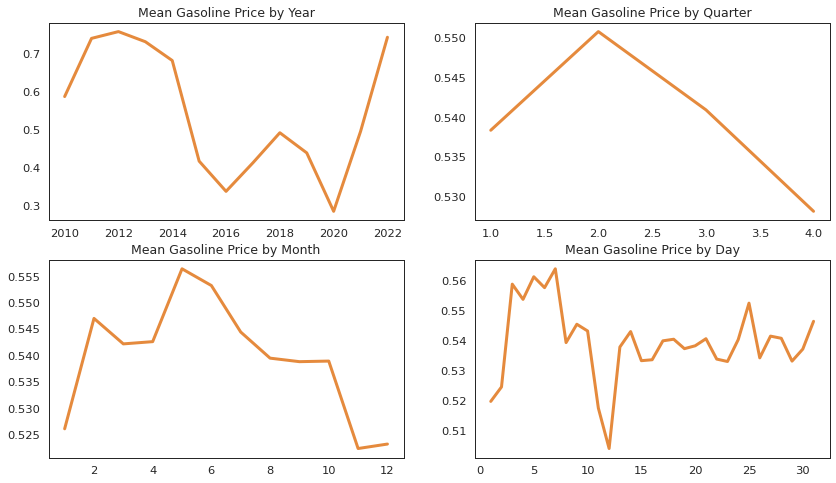 Mean Gasoline Price by Year
0.7
0.6
0.5
0.4
0.3
2010 2012 2014 2016 2018 2020 2022
Mean Gasoline Price by Quarter
0.550
0.545
0.540
0.535
0.530
1.0 1.5 2.0 2.5 3.0 3.5 4.0
Mean Gasoline Price by Month
0.555
0.550
0.545
0.540
0.535
0.530
0.525
2 4 6 8 10 12
Mean Gasoline Price by Day
0.56
0.55
0.54
0.53
0.52
0.51
0 5 10 15 20 25 30